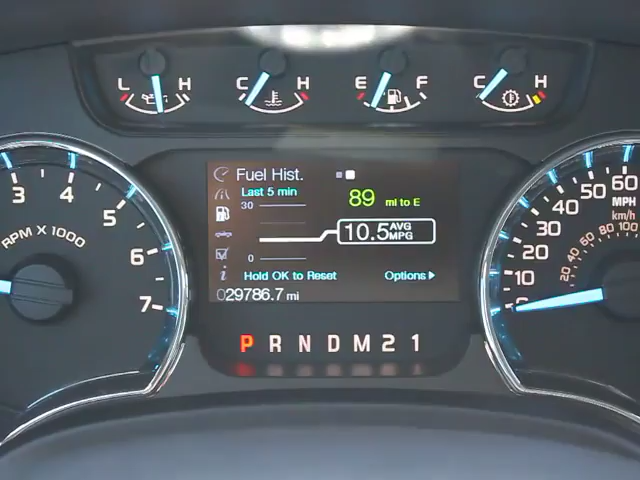 L H C H E F C H
Fuel Hist.
Last 5 min
30
89 mi to E
10.5 AVG MPG
0
Hold OK to Reset Options
029786.7 mi
P R N D M 2 1
3 4 5 6 7
RPM X 1000
0 10 20 30 40 50 60
MPH
km/h
20 40 60 80 100